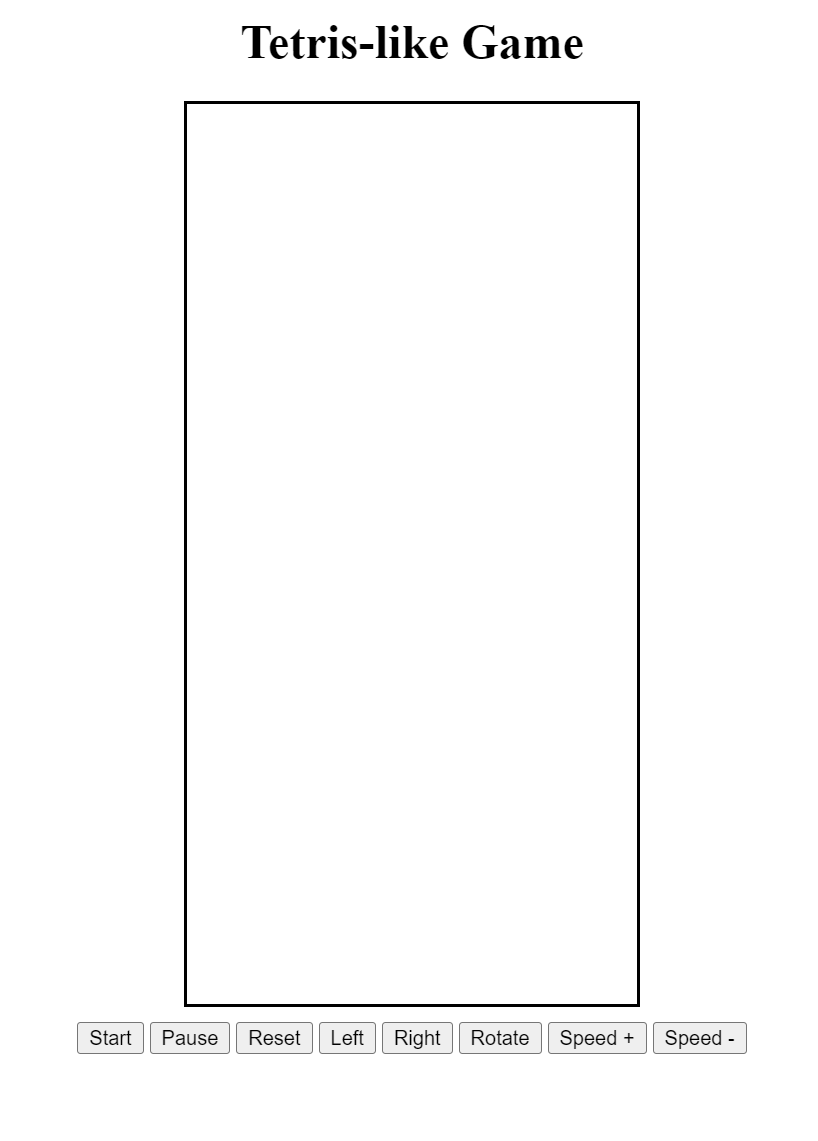 Tetris-like Game
Start Pause Reset Left Right Rotate Speed + Speed -